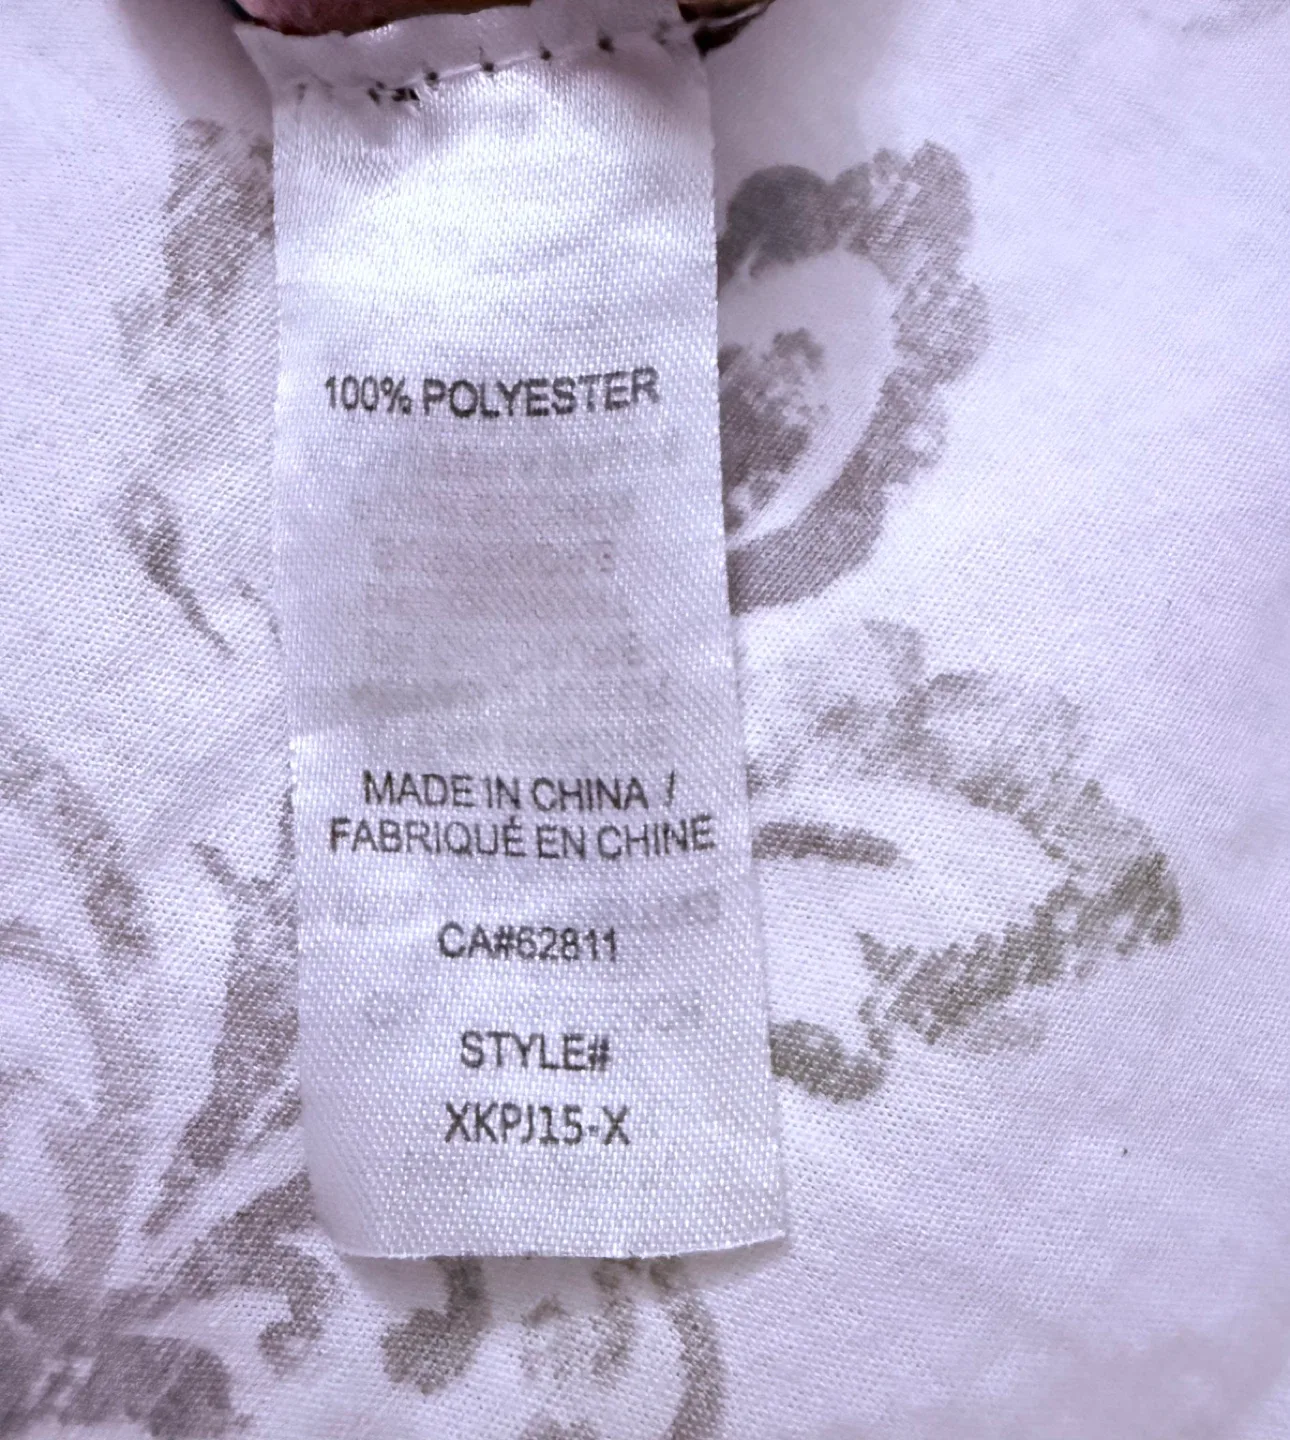 100% POLYESTER
MADE IN CHINA /
FABRIQUÉ EN CHINE
CA#62811
STYLE#
XKPJ15-X